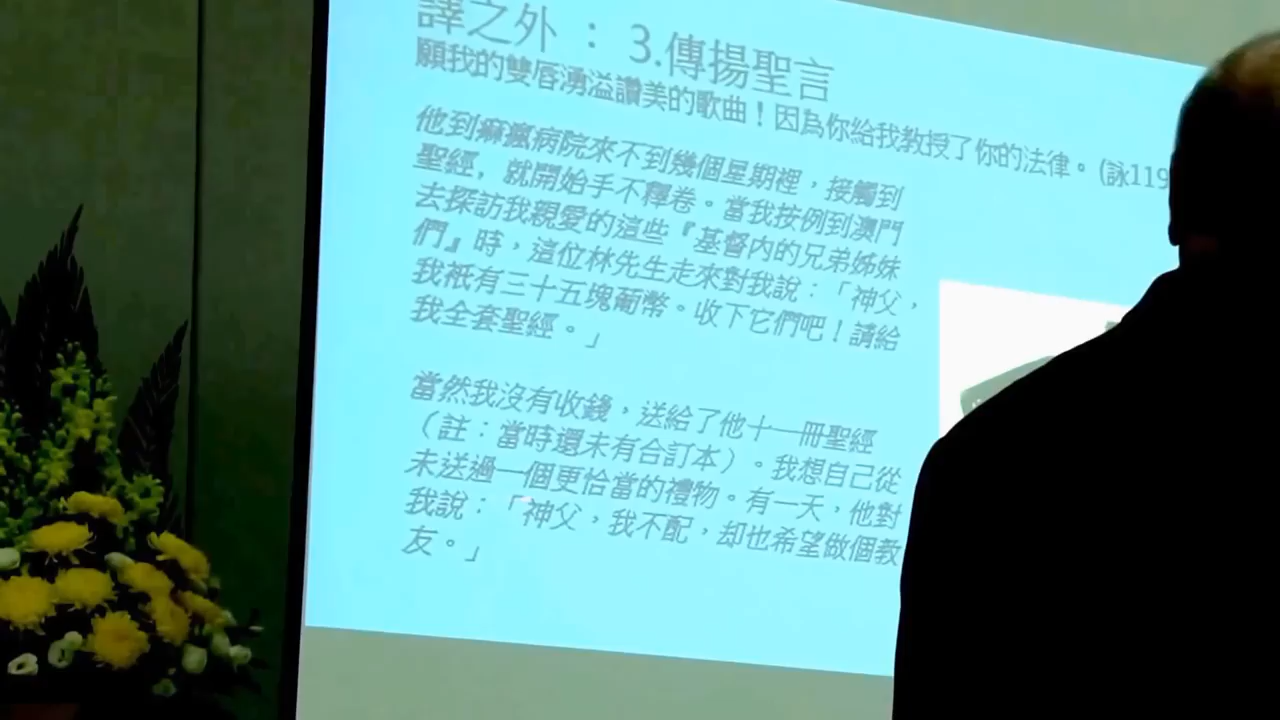 譯之外 : 3.傳揚聖言
願我的雙唇湧溢讚美的歌曲！因為你給我教授了你的法律。(詠119
他到痲瘋病院來不到幾個星期裡，接觸到
聖經，就開始手不釋卷。當我按例到澳門
去探訪我親愛的這些『基督內的兄弟姊妹
們』時，這位林先生走來對我說：「神父，
我衹有三十五塊葡幣。收下它們吧！請給
我全套聖經。」
當然我沒有收錢，送給了他十一冊聖經
（註：當時還未有合訂本）。我想自己從
未送過一個更恰當的禮物。有一天，他對
我說：「神父，我不配，却也希望做個教
友。」